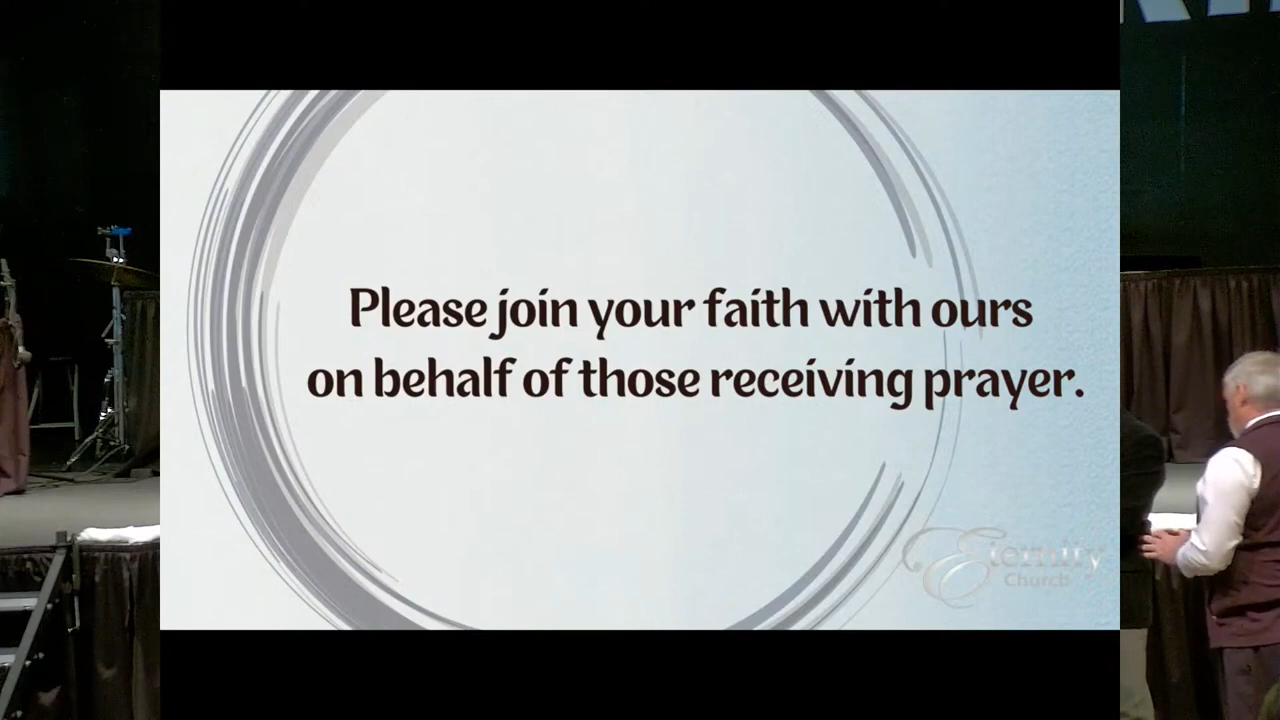 Please join your faith with ours
on behalf of those receiving prayer.
Eternity
Church